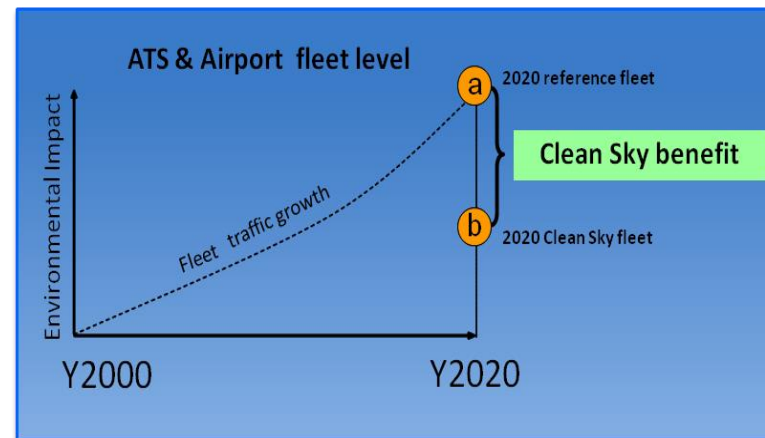 ATS & Airport fleet level
a
2020 reference fleet
Clean Sky benefit
b
2020 Clean Sky fleet
Fleet traffic growth
Environmental Impact
Y2000
Y2020